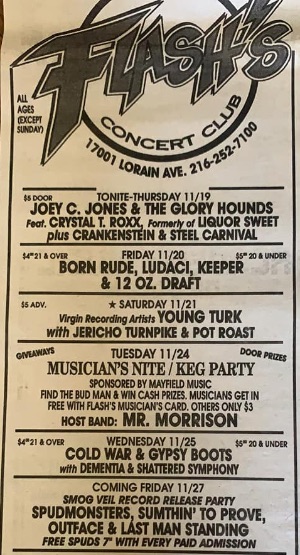 FLASH'S
CONCERT CLUB
17001 LORAIN AVE. 216-252-7100
ALL
AGES
(EXCEPT
SUNDAY)
$5 DOOR
TONITE-THURSDAY 11/19
JOEY C. JONES & THE GLORY HOUNDS
Feat. CRYSTAL T. ROXX, Formerly of LIQUOR SWEET
plus CRANKENSTEIN & STEEL CARNIVAL
$4⁰⁰ 21 & OVER FRIDAY 11/20 $5⁰⁰ 20 & UNDER
BORN RUDE, LUDACI, KEEPER
& 12 OZ. DRAFT
$5 ADV. ★ SATURDAY 11/21
Virgin Recording Artists YOUNG TURK
with JERICHO TURNPIKE & POT ROAST
GIVEAWAYS TUESDAY 11/24 DOOR PRIZES
MUSICIAN'S NITE / KEG PARTY
SPONSORED BY MAYFIELD MUSIC
FIND THE BUD MAN & WIN CASH PRIZES. MUSICIANS GET IN
FREE WITH FLASH'S MUSICIAN'S CARD. OTHERS ONLY $3
HOST BAND: MR. MORRISON
$4⁰⁰ 21 & OVER WEDNESDAY 11/25 $5⁰⁰ 20 & UNDER
COLD WAR & GYPSY BOOTS
with DEMENTIA & SHATTERED SYMPHONY
COMING FRIDAY 11/27
SMOG VEIL RECORD RELEASE PARTY
SPUDMONSTERS, SUMTHIN' TO PROVE,
OUTFACE & LAST MAN STANDING
FREE SPUDS 7" WITH EVERY PAID ADMISSION